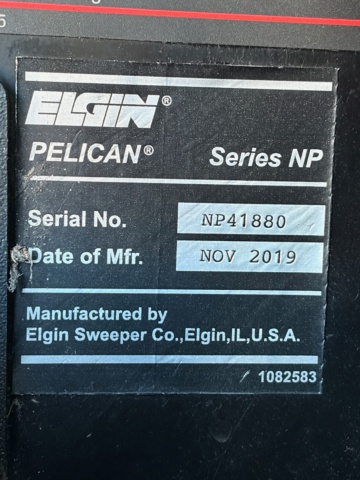 5
ELGIN®
PELICAN® Series NP
Serial No. NP41880
Date of Mfr. NOV 2019
Manufactured by
Elgin Sweeper Co.,Elgin,IL,U.S.A.
1082583